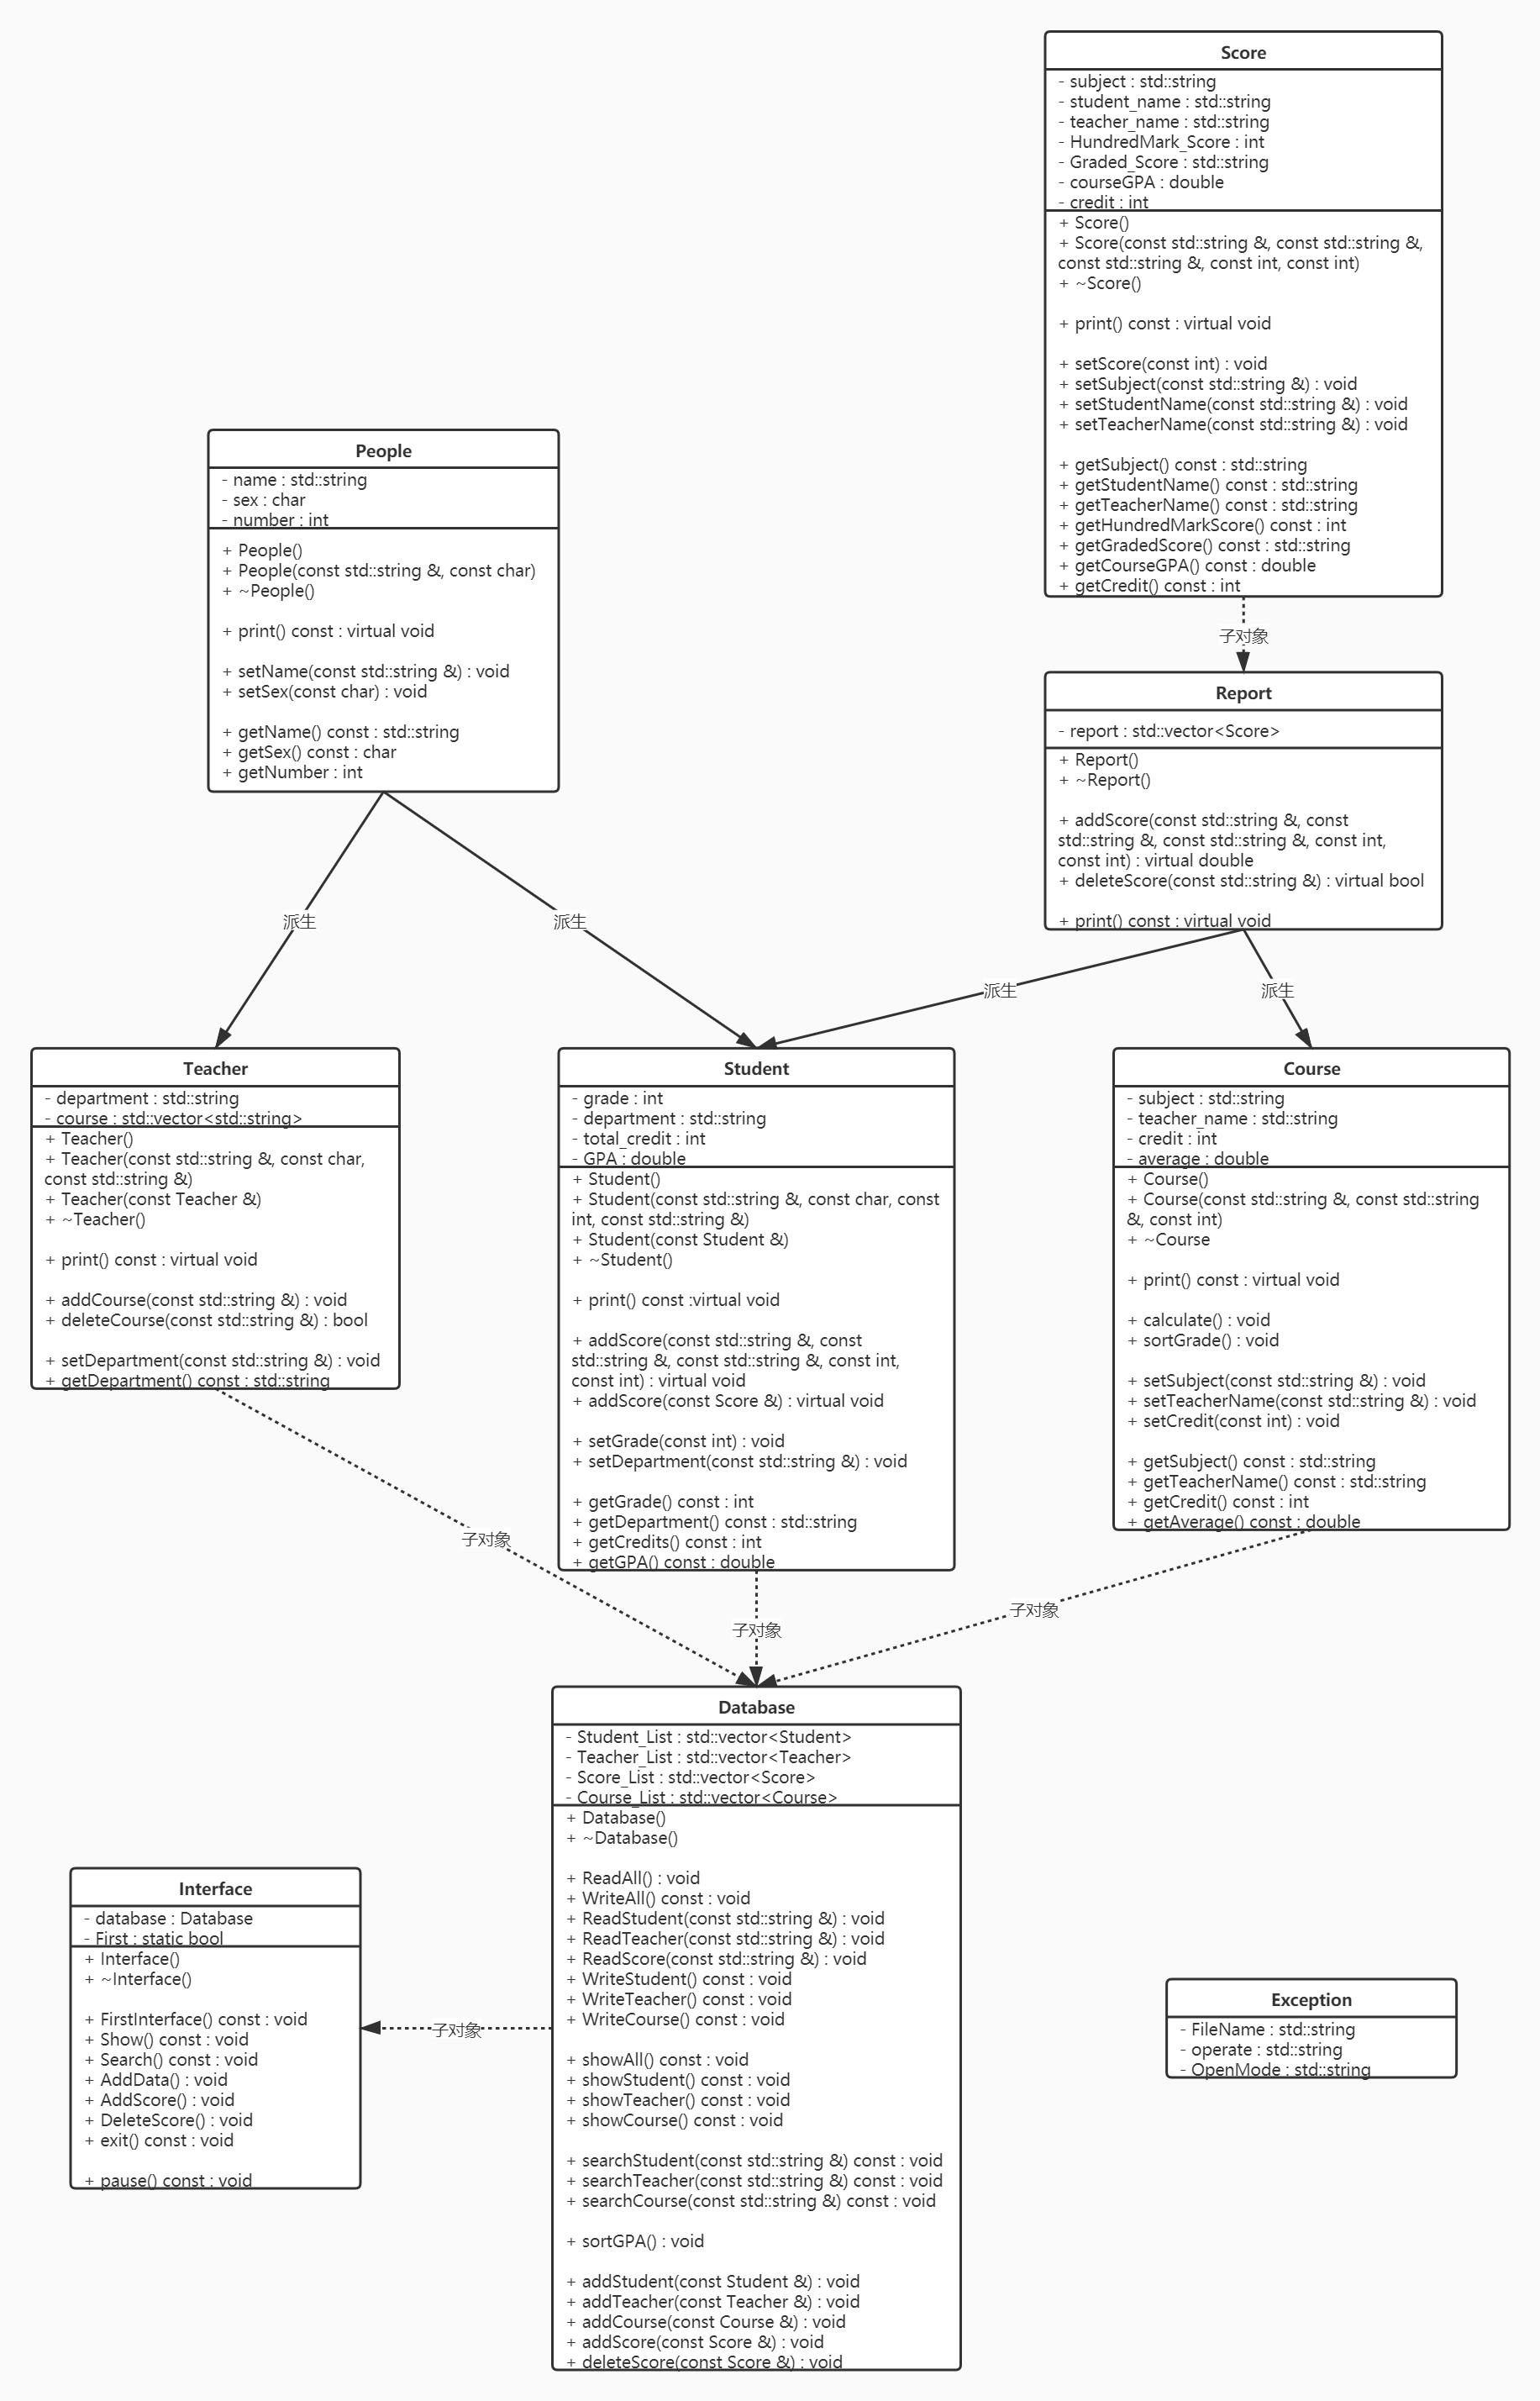 Score
- subject : std::string
- student_name : std::string
- teacher_name : std::string
- HundredMark_Score : int
- Graded_Score : std::string
- courseGPA : double
- credit : int
+ Score()
+ Score(const std::string &, const std::string &,
const std::string &, const int, const int)
+ ~Score()
+ print() const : virtual void
+ setScore(const int) : void
+ setSubject(const std::string &) : void
+ setStudentName(const std::string &) : void
+ setTeacherName(const std::string &) : void
+ getSubject() const : std::string
+ getStudentName() const : std::string
+ getTeacherName() const : std::string
+ getHundredMarkScore() const : int
+ getGradedScore() const : std::string
+ getCourseGPA() const : double
+ getCredit() const : int
People
- name : std::string
- sex : char
- number : int
+ People()
+ People(const std::string &, const char)
+ ~People()
+ print() const : virtual void
+ setName(const std::string &) : void
+ setSex(const char) : void
+ getName() const : std::string
+ getSex() const : char
+ getNumber : int
子对象
Report
- report : std::vector<Score>
+ Report()
+ ~Report()
+ addScore(const std::string &, const
std::string &, const std::string &, const int,
const int) : virtual double
+ deleteScore(const std::string &) : virtual bool
+ print() const : virtual void
派生
派生
派生
派生
Teacher
- department : std::string
- course : std::vector<std::string>
+ Teacher()
+ Teacher(const std::string &, const char,
const std::string &)
+ Teacher(const Teacher &)
+ ~Teacher()
+ print() const : virtual void
+ addCourse(const std::string &) : void
+ deleteCourse(const std::string &) : bool
+ setDepartment(const std::string &) : void
+ getDepartment() const : std::string
Student
- grade : int
- department : std::string
- total_credit : int
- GPA : double
+ Student()
+ Student(const std::string &, const char, const
int, const std::string &)
+ Student(const Student &)
+ ~Student()
+ print() const :virtual void
+ addScore(const std::string &, const
std::string &, const std::string &, const int,
const int) : virtual void
+ addScore(const Score &) : virtual void
+ setGrade(const int) : void
+ setDepartment(const std::string &) : void
+ getGrade() const : int
+ getDepartment() const : std::string
+ getCredits() const : int
+ getGPA() const : double
Course
- subject : std::string
- teacher_name : std::string
- credit : int
- average : double
+ Course()
+ Course(const std::string &, const std::string
&, const int)
+ ~Course
+ print() const : virtual void
+ calculate() : void
+ sortGrade() : void
+ setSubject(const std::string &) : void
+ setTeacherName(const std::string &) : void
+ setCredit(const int) : void
+ getSubject() const : std::string
+ getTeacherName() const : std::string
+ getCredit() const : int
+ getAverage() const : double
子对象
子对象
子对象
Database
- Student_List : std::vector<Student>
- Teacher_List : std::vector<Teacher>
- Score_List : std::vector<Score>
- Course_List : std::vector<Course>
+ Database()
+ ~Database()
+ ReadAll() : void
+ WriteAll() const : void
+ ReadStudent(const std::string &) : void
+ ReadTeacher(const std::string &) : void
+ ReadScore(const std::string &) : void
+ WriteStudent() const : void
+ WriteTeacher() const : void
+ WriteCourse() const : void
+ showAll() const : void
+ showStudent() const : void
+ showTeacher() const : void
+ showCourse() const : void
+ searchStudent(const std::string &) const : void
+ searchTeacher(const std::string &) const : void
+ searchCourse(const std::string &) const : void
+ sortGPA() : void
+ addStudent(const Student &) : void
+ addTeacher(const Teacher &) : void
+ addCourse(const Course &) : void
+ addScore(const Score &) : void
+ deleteScore(const Score &) : void
Interface
- database : Database
- First : static bool
+ Interface()
+ ~Interface()
+ FirstInterface() const : void
+ Show() const : void
+ Search() const : void
+ AddData() : void
+ AddScore() : void
+ DeleteScore() : void
+ exit() const : void
+ pause() const : void
子对象
Exception
- FileName : std::string
- operate : std::string
- OpenMode : std::string